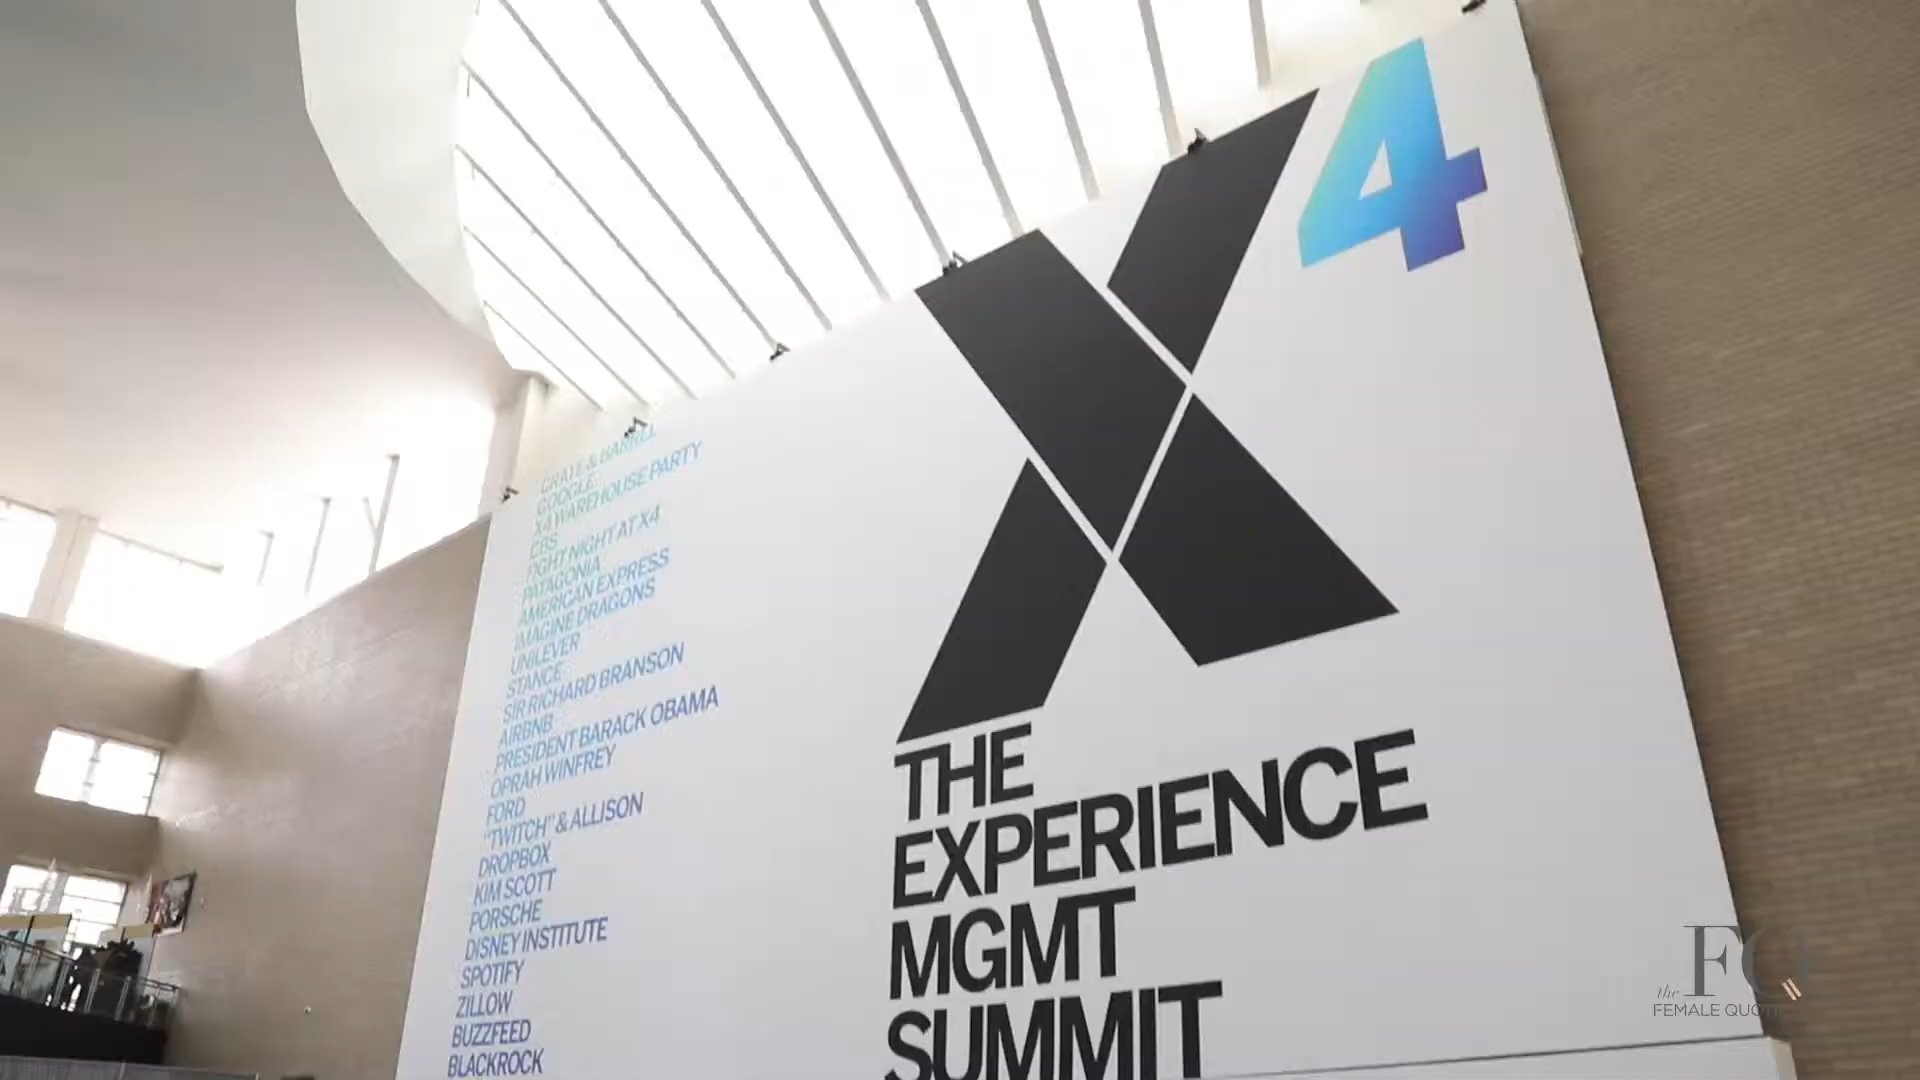 CRATE & BARREL
GOOGLE
X4 WAREHOUSE PARTY
CBS
FIGHT NIGHT AT X4
PATAGONIA
AMERICAN EXPRESS
IMAGINE DRAGONS
UNILEVER
STANCE
SIR RICHARD BRANSON
AIRBNB
PRESIDENT BARACK OBAMA
OPRAH WINFREY
FORD
"TWITCH" & ALLISON
DROPBOX
KIM SCOTT
PORSCHE
DISNEY INSTITUTE
SPOTIFY
ZILLOW
BUZZFEED
BLACKROCK
X4
THE
EXPERIENCE
MGMT
SUMMIT
the FQ
FEMALE